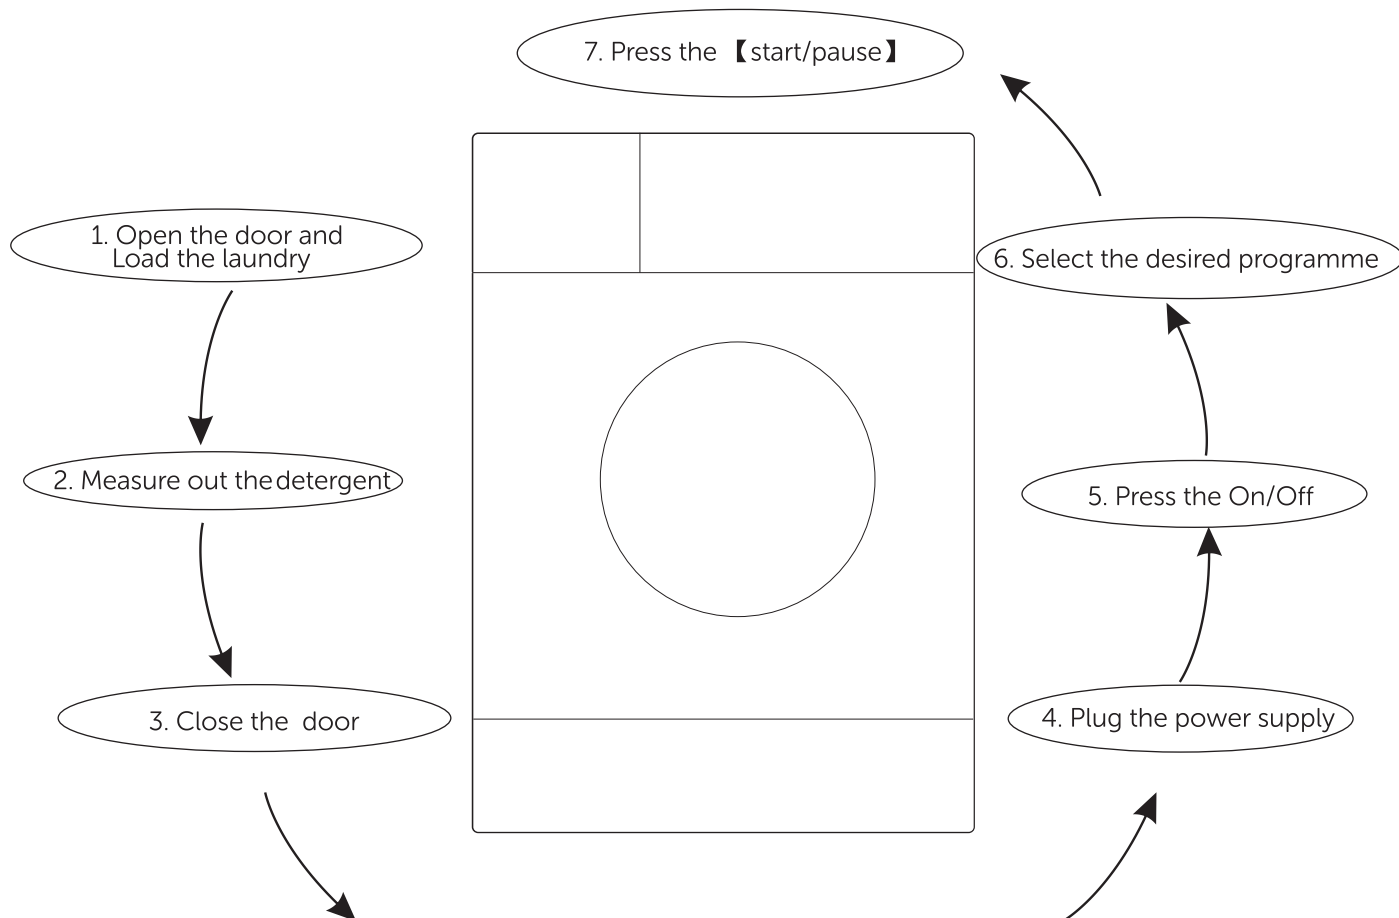 7. Press the 【start/pause】
1. Open the door and
Load the laundry
6. Select the desired programme
2. Measure out the detergent
5. Press the On/Off
3. Close the door
4. Plug the power supply